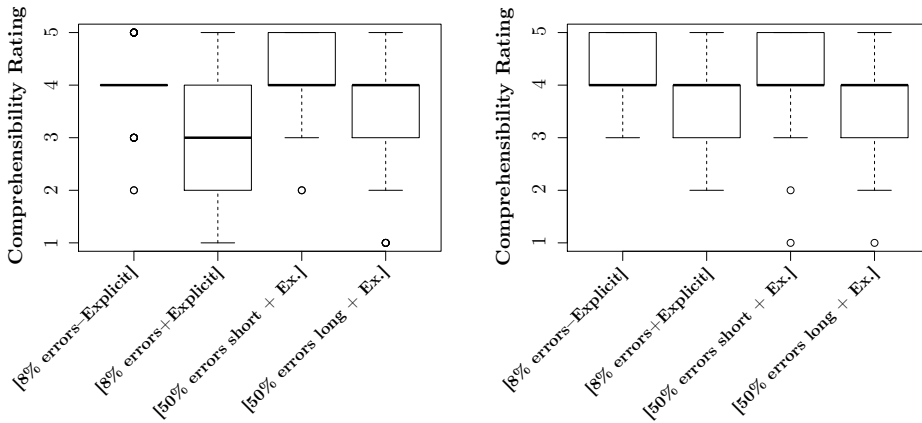 Comprehensibility Rating
5
4
3
2
1
[8% errors–Explicit]
[8% errors+Explicit]
[50% errors short + Ex.]
[50% errors long + Ex.]
Comprehensibility Rating
5
4
3
2
1
[8% errors–Explicit]
[8% errors+Explicit]
[50% errors short + Ex.]
[50% errors long + Ex.]